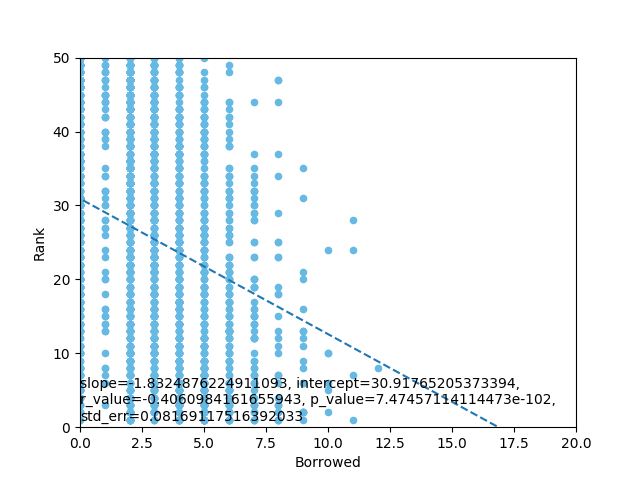 50
40
30
20
10
0
Rank
slope=-1.8324876224911093, intercept=30.91765205373394,
r_value=-0.4060984161655943, p_value=7.47457114114473e-102,
std_err=0.08169117516392033
0.0 2.5 5.0 7.5 10.0 12.5 15.0 17.5 20.0
Borrowed